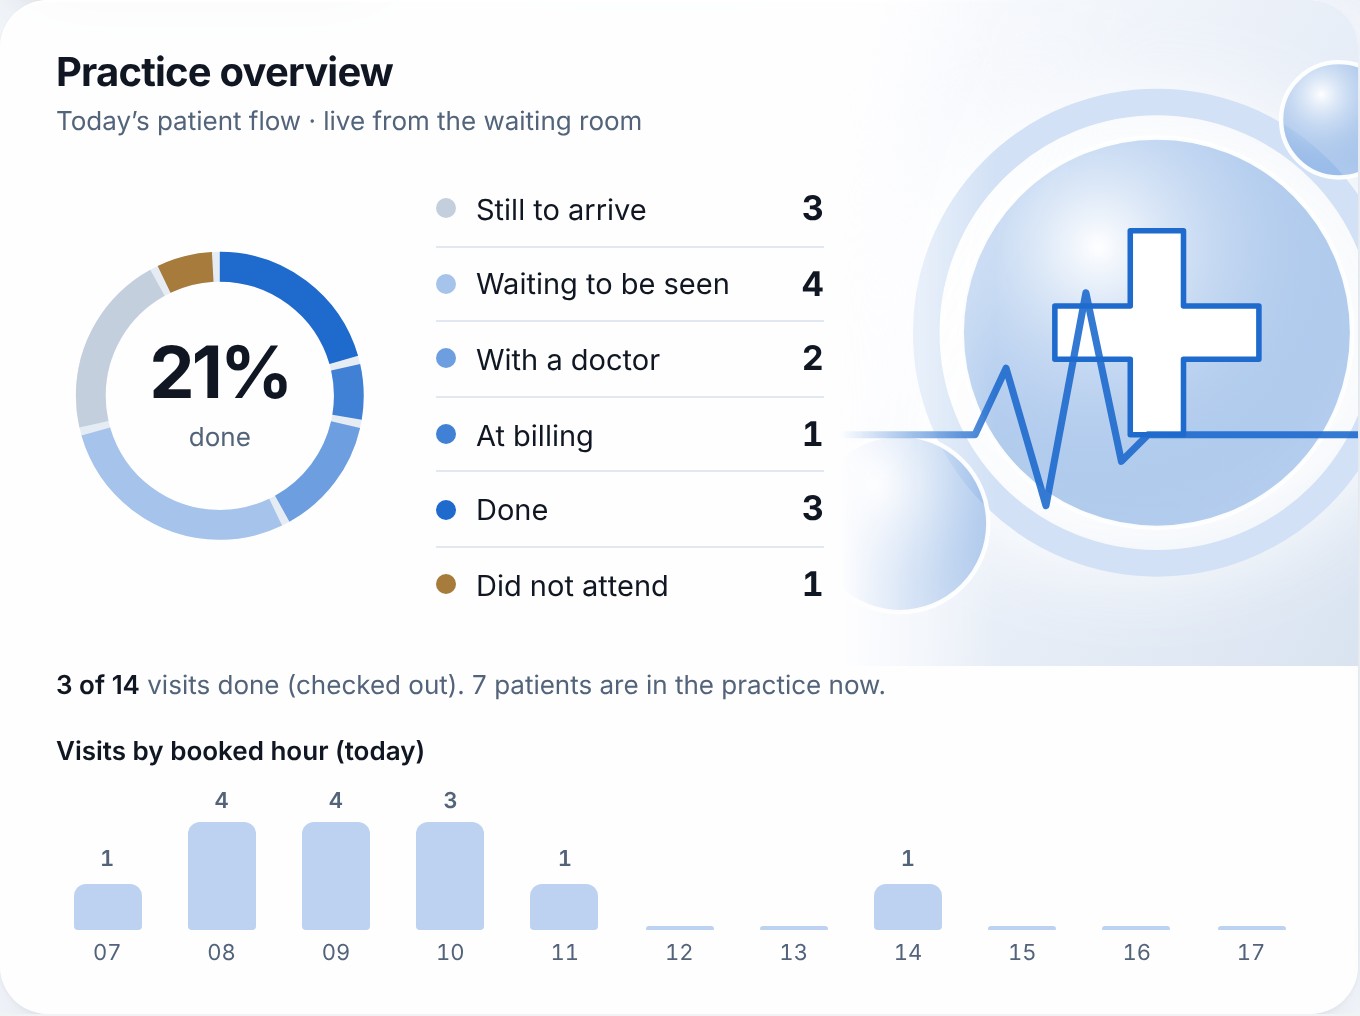 Practice overview
Today’s patient flow · live from the waiting room
Still to arrive 3
Waiting to be seen 4
21%
done
With a doctor 2
At billing 1
Done 3
Did not attend 1
3 of 14 visits done (checked out). 7 patients are in the practice now.
Visits by booked hour (today)
1 4 4 3 1 1
07 08 09 10 11 12 13 14 15 16 17